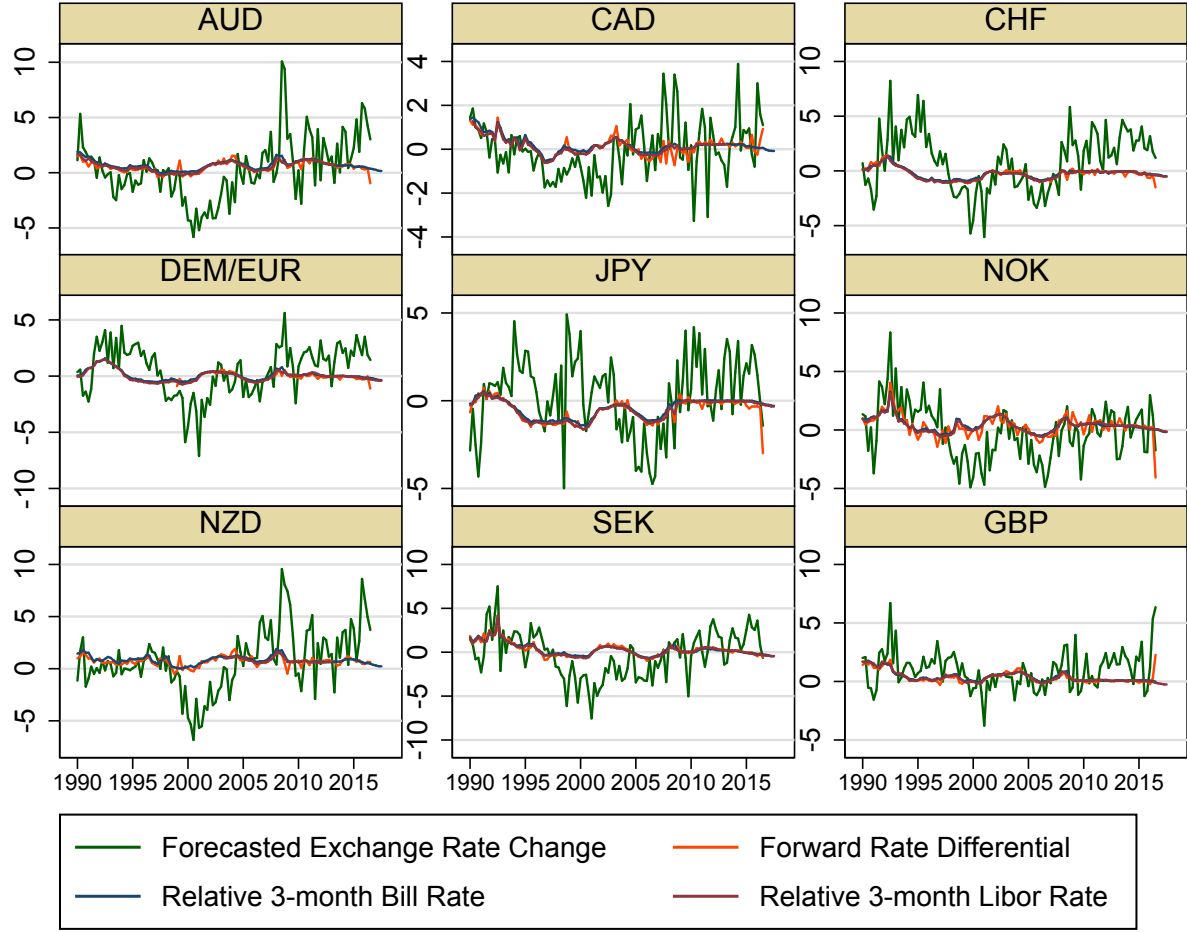 AUD
CAD
CHF
10
5
0
-5
4
2
0
-2
-4
10
5
0
-5
DEM/EUR
JPY
NOK
5
0
-5
-10
5
0
-5
10
5
0
-5
NZD
SEK
GBP
10
5
0
-5
10
5
0
-5
-10
10
5
0
-5
1990 1995 2000 2005 2010 2015
1990 1995 2000 2005 2010 2015
1990 1995 2000 2005 2010 2015
Forecasted Exchange Rate Change
Forward Rate Differential
Relative 3-month Bill Rate
Relative 3-month Libor Rate